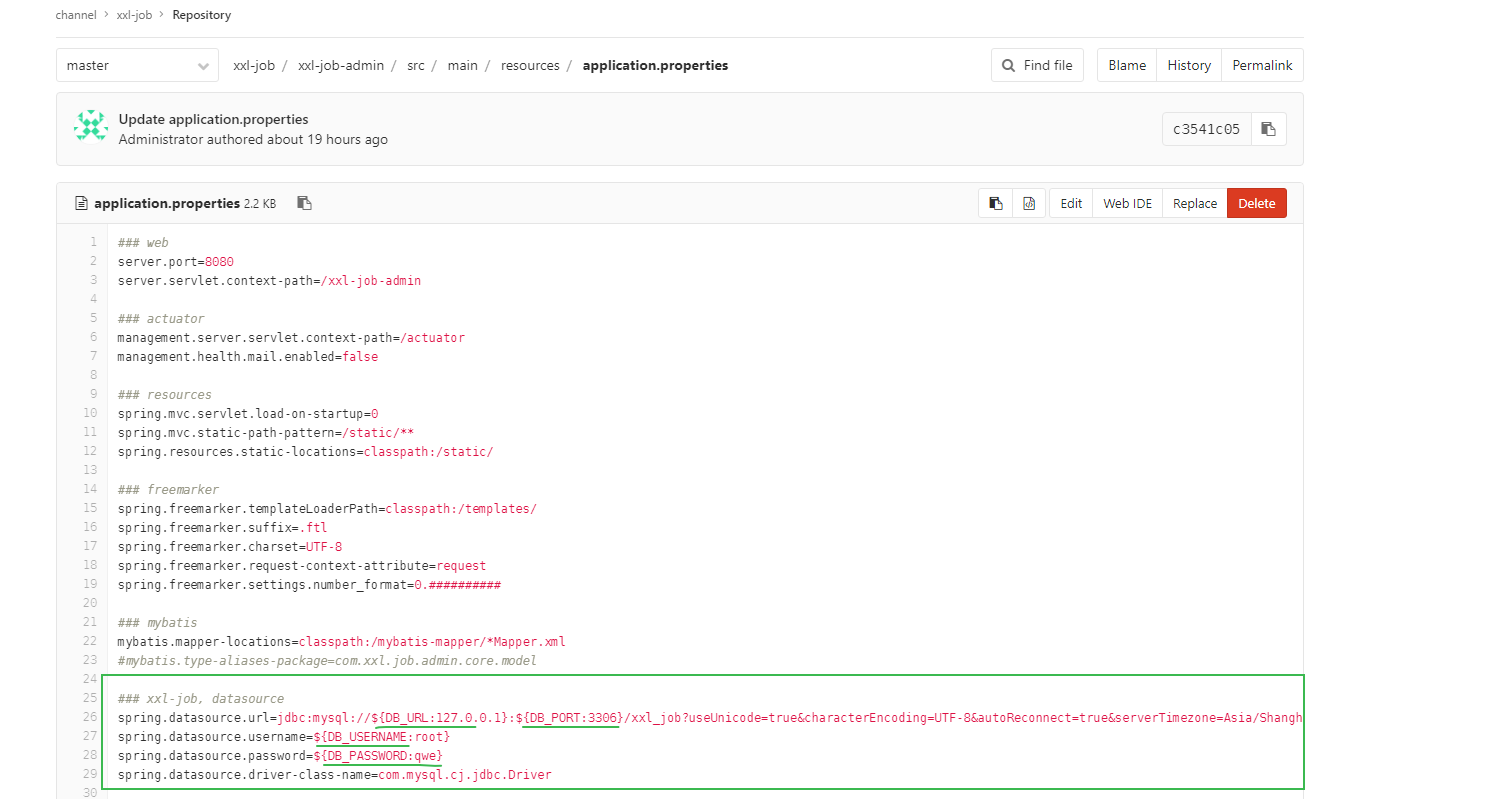 channel > xxl-job > Repository
master xxl-job / xxl-job-admin / src / main / resources / application.properties Find file Blame History Permalink
Update application.properties
Administrator authored about 19 hours ago
c3541c05
application.properties 2.2 KB Edit Web IDE Replace Delete
1 ### web
2 server.port=8080
3 server.servlet.context-path=/xxl-job-admin
4
5 ### actuator
6 management.server.servlet.context-path=/actuator
7 management.health.mail.enabled=false
8
9 ### resources
10 spring.mvc.servlet.load-on-startup=0
11 spring.mvc.static-path-pattern=/static/**
12 spring.resources.static-locations=classpath:/static/
13
14 ### freemarker
15 spring.freemarker.templateLoaderPath=classpath:/templates/
16 spring.freemarker.suffix=.ftl
17 spring.freemarker.charset=UTF-8
18 spring.freemarker.request-context-attribute=request
19 spring.freemarker.settings.number_format=0.##########
20
21 ### mybatis
22 mybatis.mapper-locations=classpath:/mybatis-mapper/*Mapper.xml
23 #mybatis.type-aliases-package=com.xxl.job.admin.core.model
24
25 ### xxl-job, datasource
26 spring.datasource.url=jdbc:mysql://${DB_URL:127.0.0.1}:${DB_PORT:3306}/xxl_job?useUnicode=true&characterEncoding=UTF-8&autoReconnect=true&serverTimezone=Asia/Shangh
27 spring.datasource.username=${DB_USERNAME:root}
28 spring.datasource.password=${DB_PASSWORD:qwe}
29 spring.datasource.driver-class-name=com.mysql.cj.jdbc.Driver
30